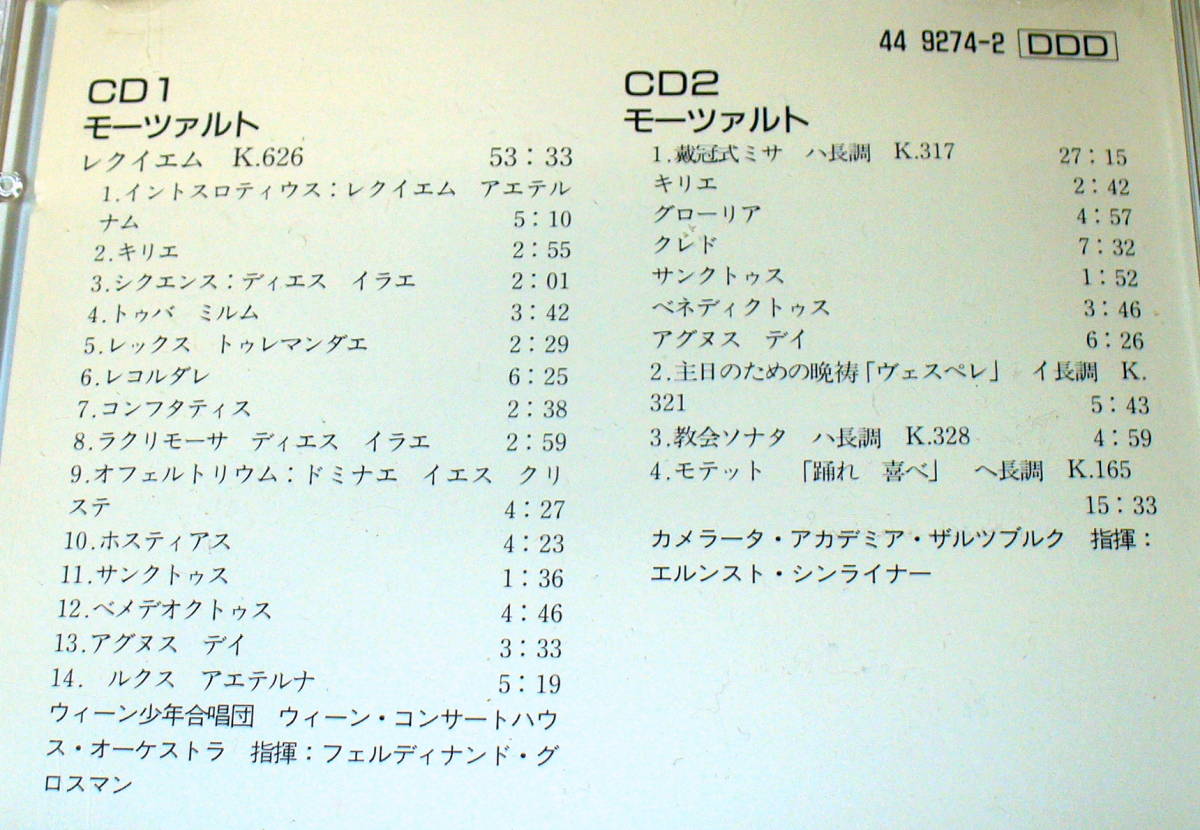 44 9274-2 DDD
CD1
モーツァルト
レクイエム K.626 53：33
1.イントスロティウス：レクイエム アエテル
ナム 5：10
2.キリエ 2：55
3.シクエンス：ディエス イラエ 2：01
4.トゥバ ミルム 3：42
5.レックス トゥレマンダエ 2：29
6.レコルダレ 6：25
7.コンフタティス 2：38
8.ラクリモーサ ディエス イラエ 2：59
9.オフェルトリウム：ドミナエ イエス クリ
ステ 4：27
10.ホスティアス 4：23
11.サンクトゥス 1：36
12.ベメデオクトゥス 4：46
13.アグヌス デイ 3：33
14. ルクス アエテルナ 5：19
ウィーン少年合唱団 ウィーン・コンサートハウ
ス・オーケストラ 指揮：フェルディナンド・グ
ロスマン
CD2
モーツァルト
1.戴冠式ミサ ハ長調 K.317 27：15
キリエ 2：42
グローリア 4：57
クレド 7：32
サンクトゥス 1：52
ベネディクトゥス 3：46
アグヌス デイ 6：26
2.主日のための晩祷「ヴェスペレ」 イ長調 K.
321 5：43
3.教会ソナタ ハ長調 K.328 4：59
4.モテット 「踊れ 喜べ」 ヘ長調 K.165
15：33
カメラータ・アカデミア・ザルツブルク 指揮：
エルンスト・シンライナー